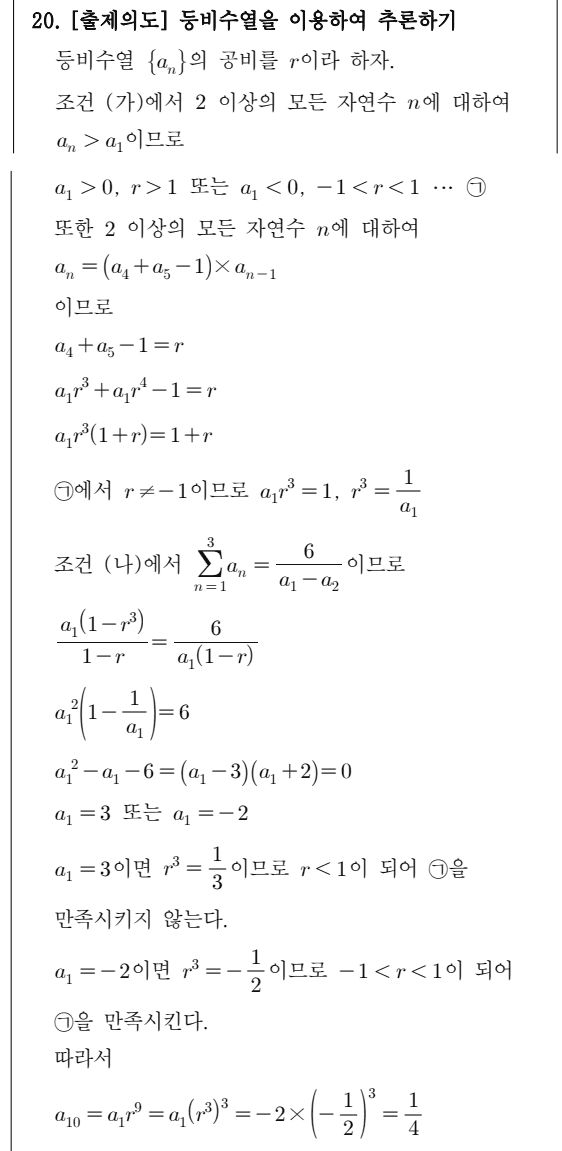 20. [출제의도] 등비수열을 이용하여 추론하기
등비수열 {aₙ}의 공비를 r이라 하자.
조건 (가)에서 2 이상의 모든 자연수 n에 대하여
aₙ > a₁이므로
a₁ > 0, r > 1 또는 a₁ < 0, −1 < r < 1 ⋯ ㉠
또한 2 이상의 모든 자연수 n에 대하여
aₙ = (a₄ + a₅ − 1) × aₙ₋₁
이므로
a₄ + a₅ − 1 = r
a₁r³ + a₁r⁴ − 1 = r
a₁r³(1 + r) = 1 + r
㉠에서 r ≠ −1이므로 a₁r³ = 1, r³ = 1/a₁
조건 (나)에서 ∑_{n=1}^{3} aₙ = 6/(a₁ − a₂) 이므로
a₁(1 − r³)/(1 − r) = 6/(a₁(1 − r))
a₁²(1 − 1/a₁) = 6
a₁² − a₁ − 6 = (a₁ − 3)(a₁ + 2) = 0
a₁ = 3 또는 a₁ = −2
a₁ = 3이면 r³ = 1/3 이므로 r < 1이 되어 ㉠을
만족시키지 않는다.
a₁ = −2이면 r³ = −1/2 이므로 −1 < r < 1이 되어
㉠을 만족시킨다.
따라서
a₁₀ = a₁r⁹ = a₁(r³)³ = −2 × (−1/2)³ = 1/4